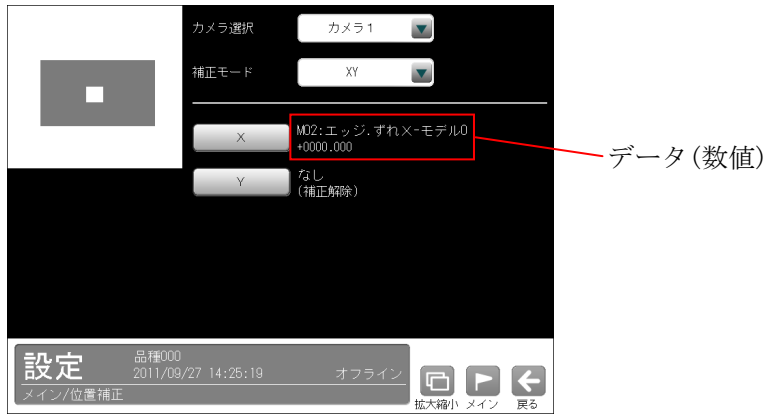 カメラ選択
カメラ1
補正モード
XY
X
M02:エッジ.ずれX-モデル0
+0000.000
データ(数値)
Y
なし
(補正解除)
設定
品種000
2011/09/27 14:25:19
オフライン
メイン/位置補正
拡大縮小
メイン
戻る